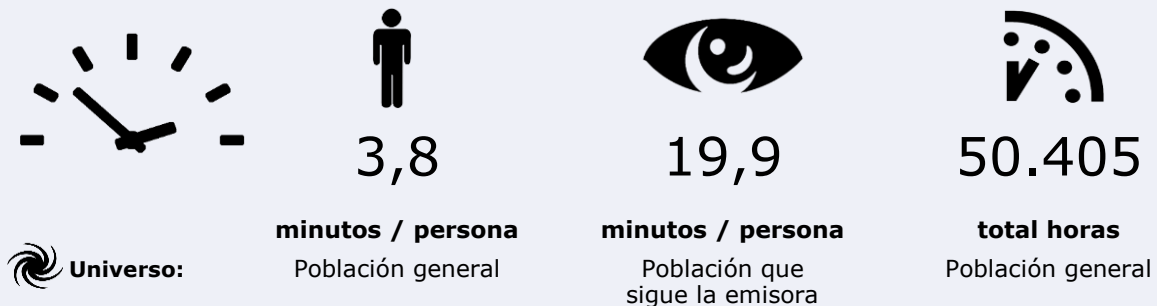 3,8
19,9
50.405
minutos / persona
minutos / persona
total horas
Universo:
Población general
Población que
sigue la emisora
Población general